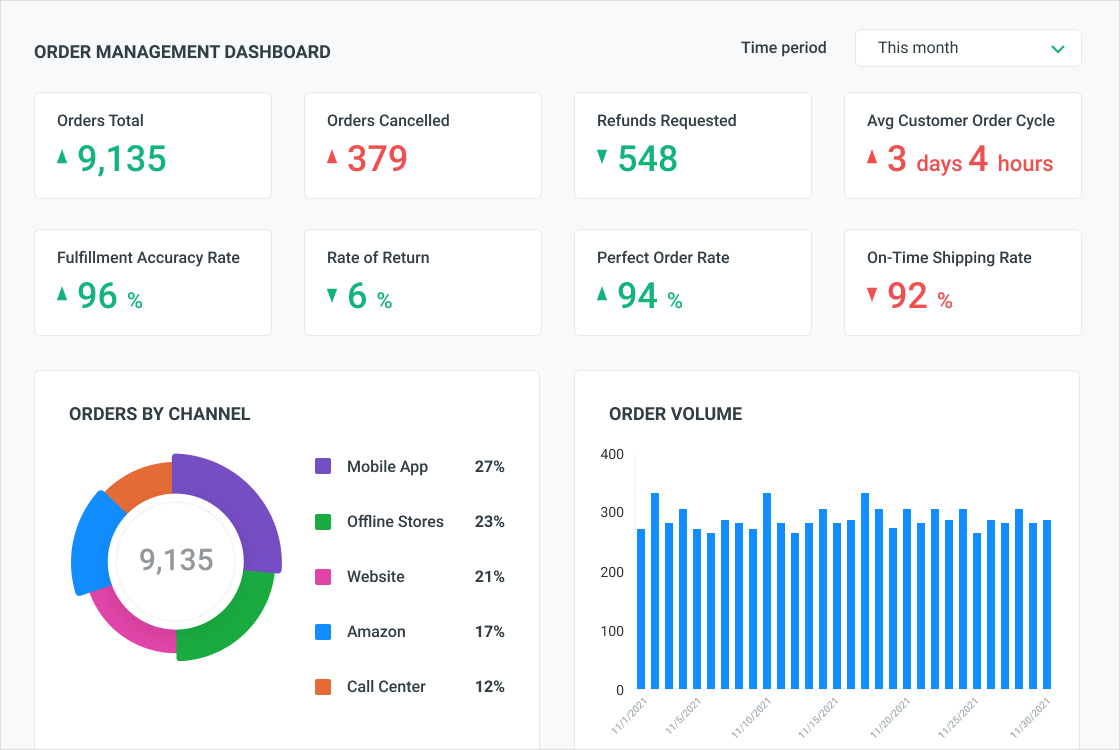 ORDER MANAGEMENT DASHBOARD
Time period
This month
Orders Total
9,135
Orders Cancelled
379
Refunds Requested
548
Avg Customer Order Cycle
3 days 4 hours
Fulfillment Accuracy Rate
96 %
Rate of Return
6 %
Perfect Order Rate
94 %
On-Time Shipping Rate
92 %
ORDERS BY CHANNEL
9,135
Mobile App 27%
Offline Stores 23%
Website 21%
Amazon 17%
Call Center 12%
ORDER VOLUME
400
300
200
100
0
11/1/2021
11/5/2021
11/10/2021
11/15/2021
11/20/2021
11/25/2021
11/30/2021